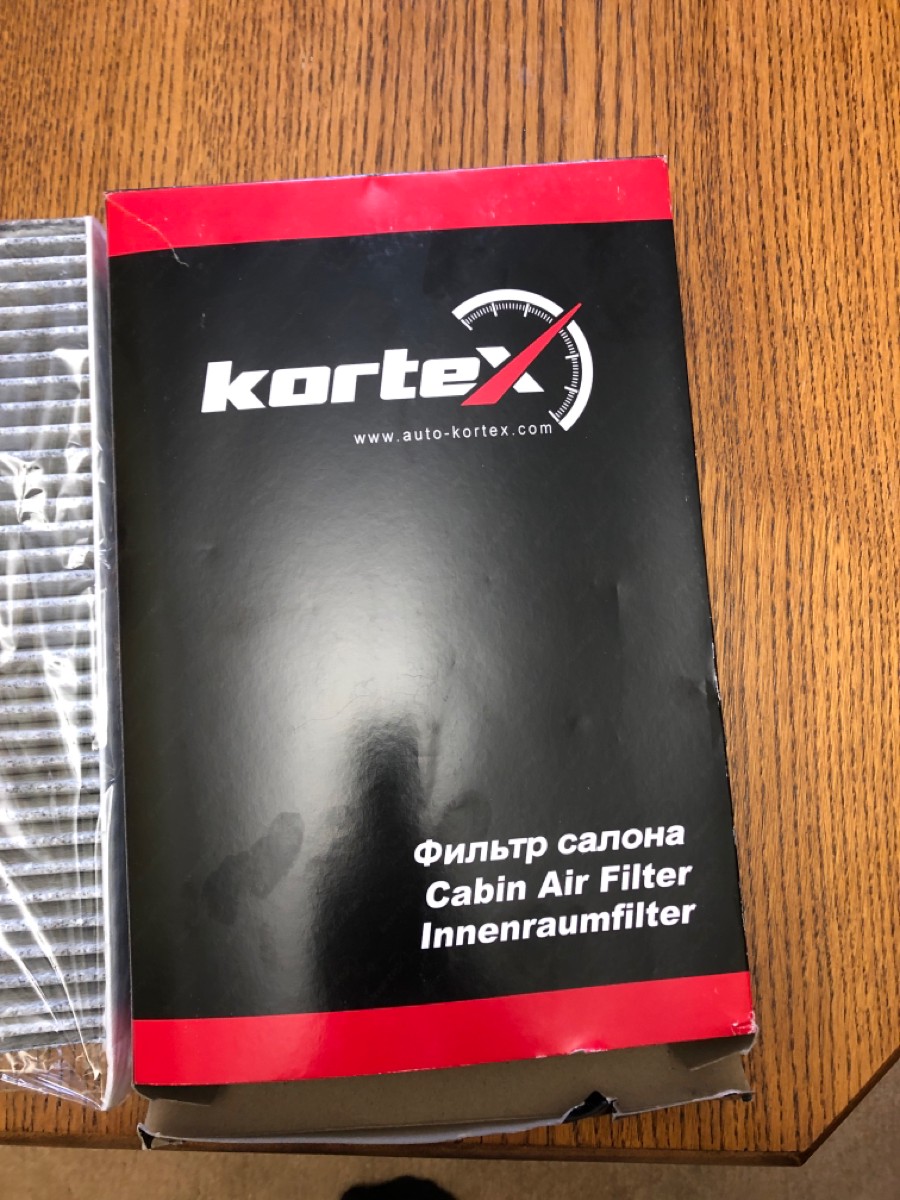 kortex
www.auto-kortex.com
Фильтр салона
Cabin Air Filter
Innenraumfilter